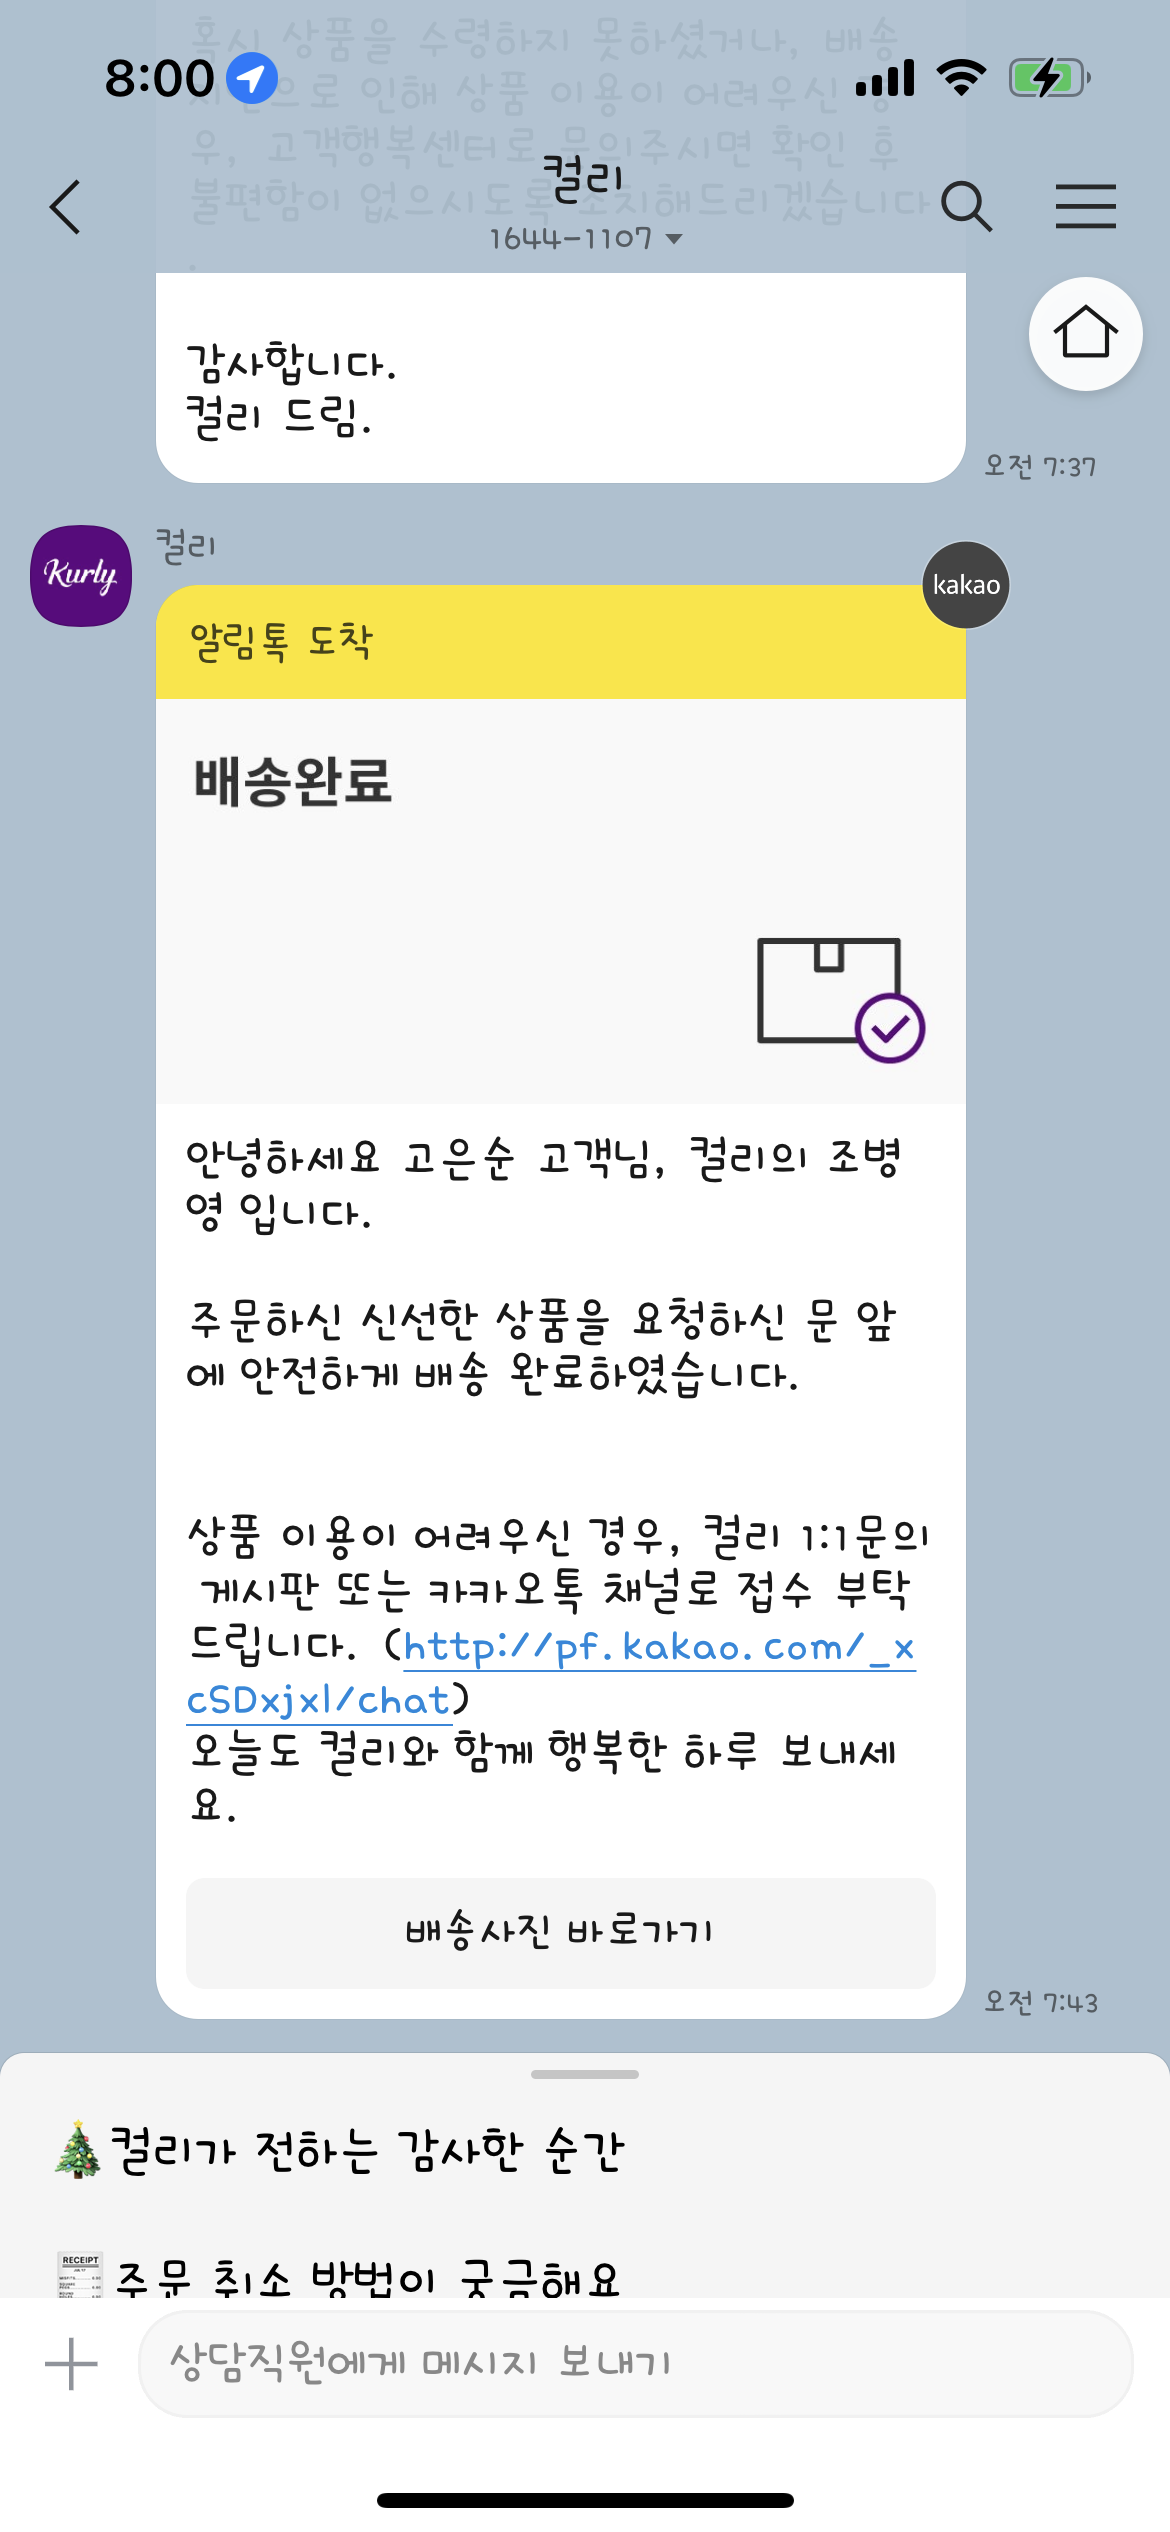 혹시 상품을 수령하지 못하셨거나, 배송
8:00
으로 인해 상품 이용이 어려우신
우, 고객행복센터로 문의주시면 확인 후
컬리
불편함이 없으시도록 조치해드리겠습니다
1644-1107
.
감사합니다.
컬리 드림.
오전 7:37
Kurly
컬리
kakao
알림톡 도착
배송완료
안녕하세요 고은순 고객님, 컬리의 조병
영 입니다.
주문하신 신선한 상품을 요청하신 문 앞
에 안전하게 배송 완료하였습니다.
상품 이용이 어려우신 경우, 컬리 1:1문의
게시판 또는 카카오톡 채널로 접수 부탁
드립니다. (http://pf.kakao.com/_x
cSDxjxl/chat)
오늘도 컬리와 함께 행복한 하루 보내세
요.
배송사진 바로가기
오전 7:43
컬리가 전하는 감사한 순간
RECEIPT
주문 취소 방법이 궁금해요
상담직원에게 메시지 보내기